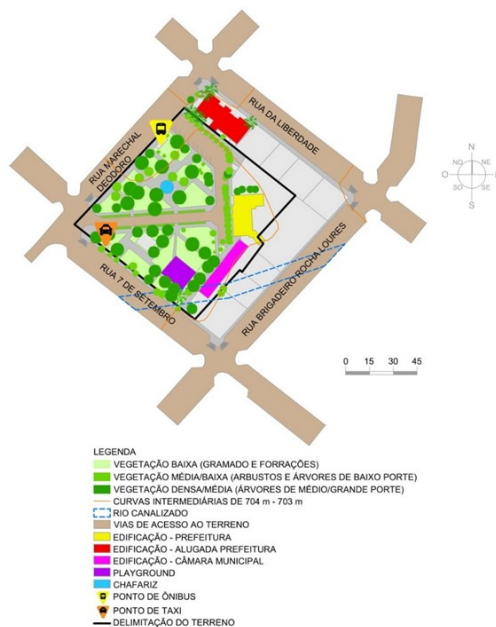 RUA MARECHAL
DEODORO
RUA DA LIBERDADE
RUA 7 DE SETEMBRO
RUA BRIGADEIRO ROCHA LOURES
N
NO NE
O
SO SE
S
0 15 30 45
LEGENDA
VEGETAÇÃO BAIXA (GRAMADO E FORRAÇÕES)
VEGETAÇÃO MÉDIA/BAIXA (ARBUSTOS E ÁRVORES DE BAIXO PORTE)
VEGETAÇÃO DENSA/MÉDIA (ÁRVORES DE MÉDIO/GRANDE PORTE)
CURVAS INTERMEDIÁRIAS DE 704 m - 703 m
RIO CANALIZADO
VIAS DE ACESSO AO TERRENO
EDIFICAÇÃO - PREFEITURA
EDIFICAÇÃO - ALUGADA PREFEITURA
EDIFICAÇÃO - CÂMARA MUNICIPAL
PLAYGROUND
CHAFARIZ
PONTO DE ÔNIBUS
PONTO DE TAXI
DELIMITAÇÃO DO TERRENO